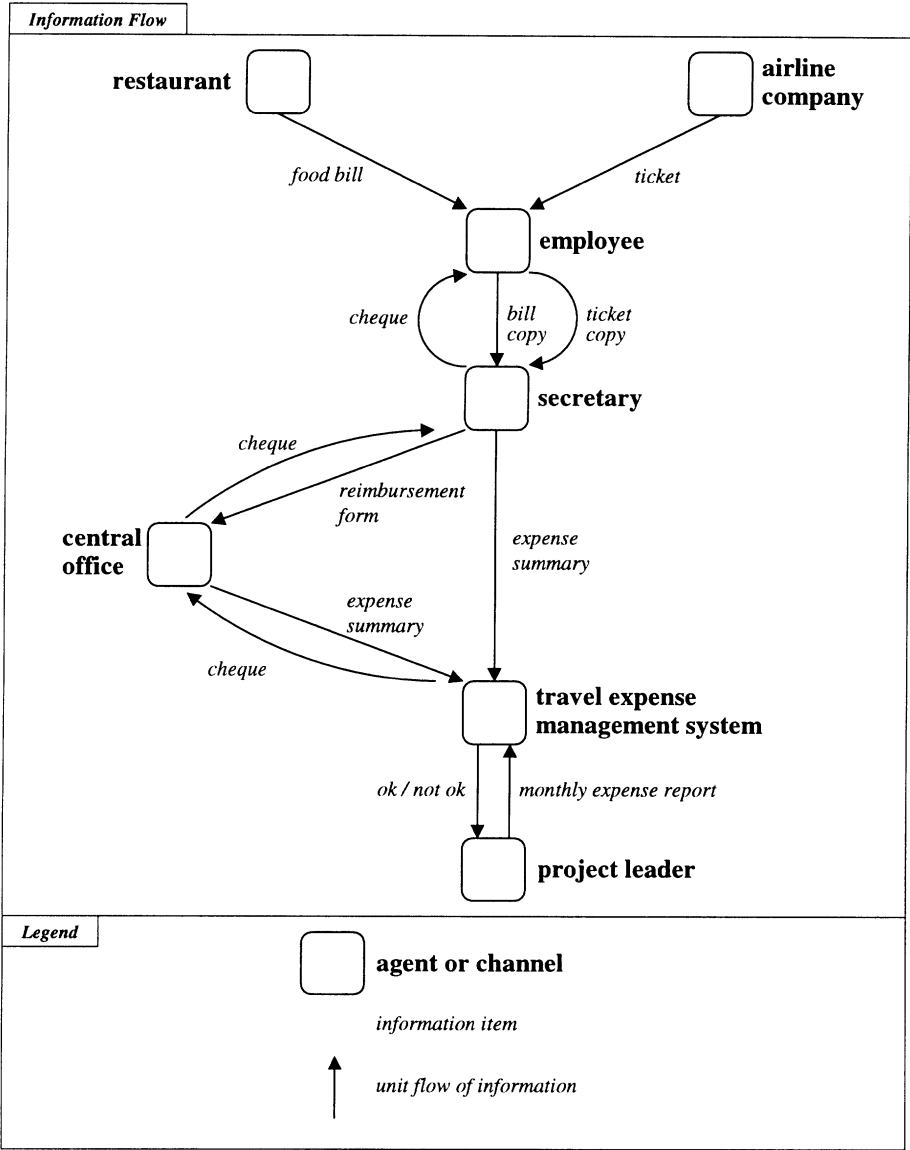 Information Flow
restaurant
airline
company
food bill
ticket
employee
cheque
bill
copy
ticket
copy
secretary
cheque
reimbursement
form
central
office
expense
summary
expense
summary
cheque
travel expense
management system
ok / not ok
monthly expense report
project leader
Legend
agent or channel
information item
unit flow of information